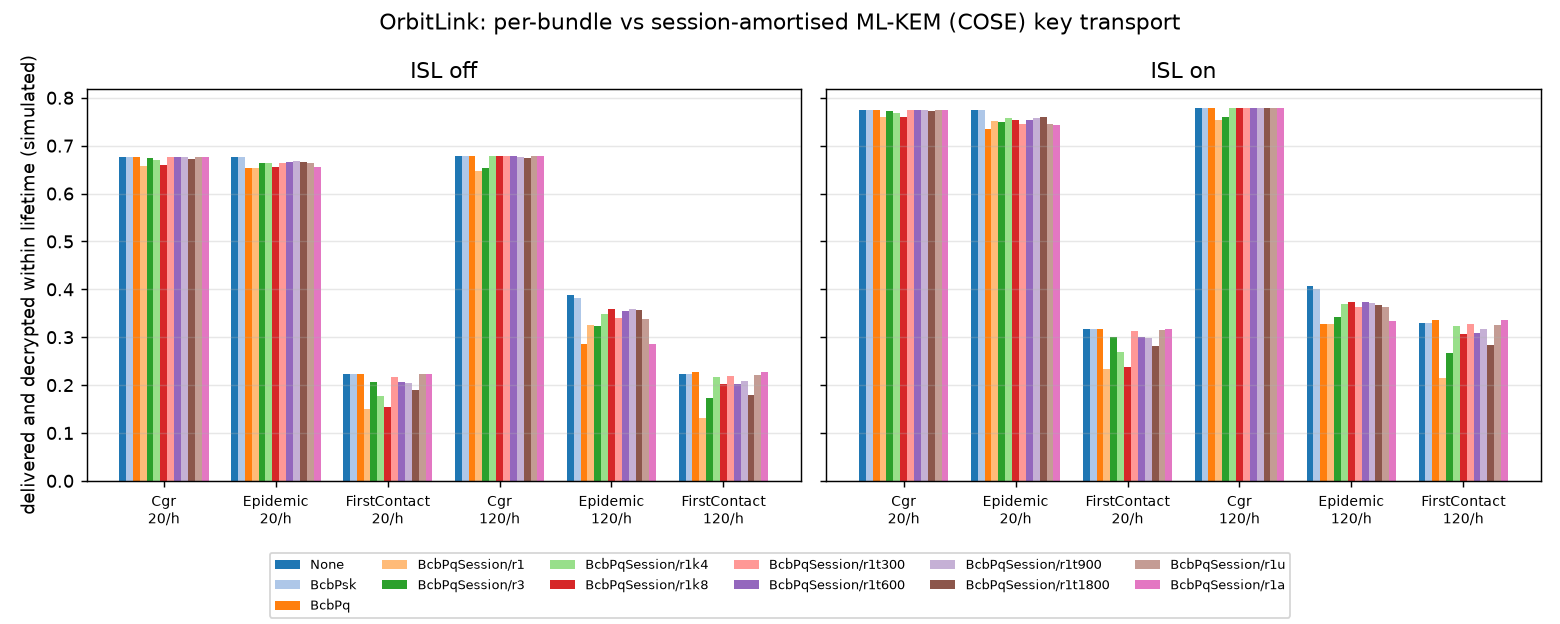 OrbitLink: per-bundle vs session-amortised ML-KEM (COSE) key transport
ISL off
ISL on
delivered and decrypted within lifetime (simulated)
0.8
0.7
0.6
0.5
0.4
0.3
0.2
0.1
0.0
Cgr
20/h
Epidemic
20/h
FirstContact
20/h
Cgr
120/h
Epidemic
120/h
FirstContact
120/h
Cgr
20/h
Epidemic
20/h
FirstContact
20/h
Cgr
120/h
Epidemic
120/h
FirstContact
120/h
None
BcbPsk
BcbPq
BcbPqSession/r1
BcbPqSession/r3
BcbPqSession/r1k4
BcbPqSession/r1k8
BcbPqSession/r1t300
BcbPqSession/r1t600
BcbPqSession/r1t900
BcbPqSession/r1t1800
BcbPqSession/r1u
BcbPqSession/r1a